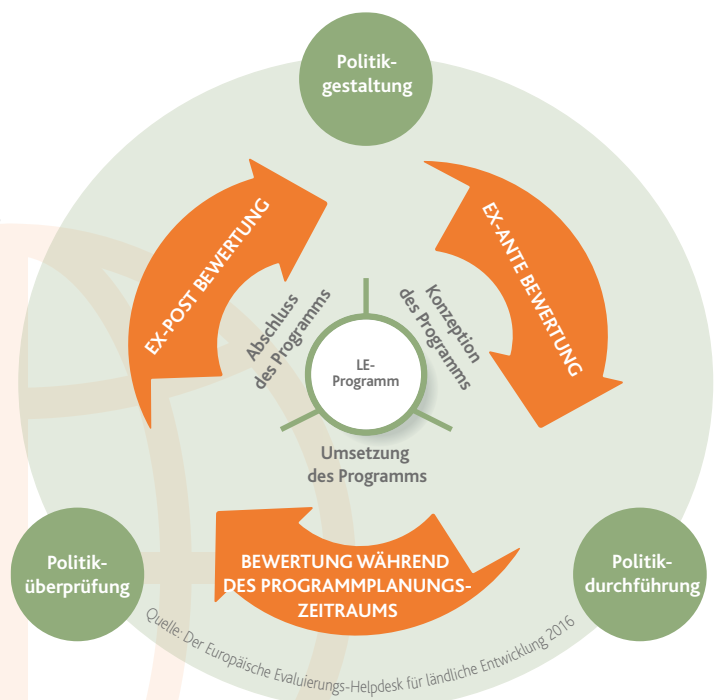 Politik-
gestaltung
EX-POST BEWERTUNG
EX-ANTE BEWERTUNG
Abschluss
des Programms
Konzeption
des Programms
LE-
Programm
Umsetzung
des Programms
Politik-
überprüfung
BEWERTUNG WÄHREND
DES PROGRAMMPLANUNGS-
ZEITRAUMS
Politik-
durchführung
Quelle: Der Europäische Evaluierungs-Helpdesk für ländliche Entwicklung 2016